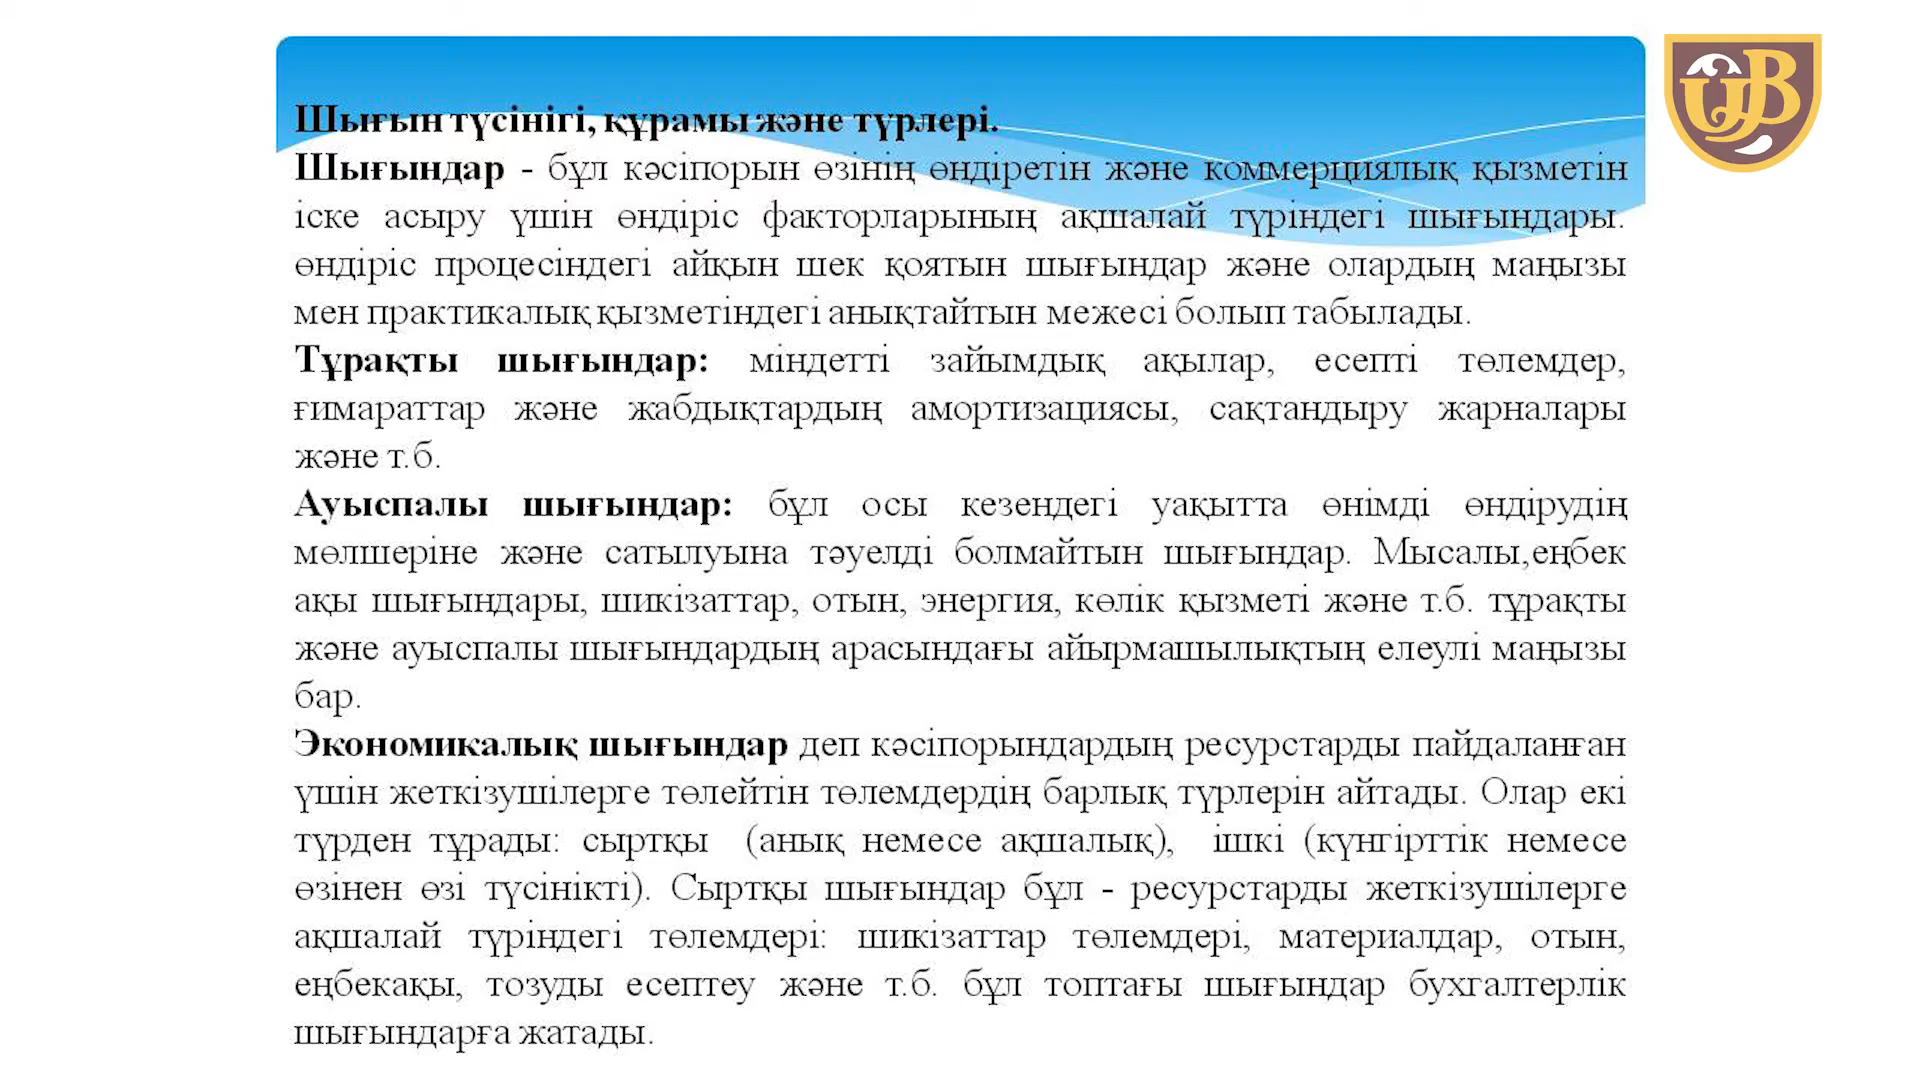 Шығын түсінігі, құрамы және түрлері.
Шығындар - бұл кәсіпорын өзінің өндіретін және коммерциялық қызметін
іске асыру үшін өндіріс факторларының ақшалай түріндегі шығындары.
өндіріс процесіндегі айқын шек қоятын шығындар және олардың маңызы
мен практикалық қызметіндегі анықтайтын межесі болып табылады.
Тұрақты шығындар: міндетті зайымдық ақылар, есепті төлемдер,
ғимараттар және жабдықтардың амортизациясы, сақтандыру жарналары
және т.б.
Ауыспалы шығындар: бұл осы кезендегі уақытта өнімді өндірудің
мөлшеріне және сатылуына тәуелді болмайтын шығындар. Мысалы,еңбек
ақы шығындары, шикізаттар, отын, энергия, көлік қызметі және т.б. тұрақты
және ауыспалы шығындардың арасындағы айырмашылықтың елеулі маңызы
бар.
Экономикалық шығындар деп кәсіпорындардың ресурстарды пайдаланған
үшін жеткізушілерге төлейтін төлемдердің барлық түрлерін айтады. Олар екі
түрден тұрады: сыртқы (анық немесе ақшалық), ішкі (күнгірттік немесе
өзінен өзі түсінікті). Сыртқы шығындар бұл - ресурстарды жеткізушілерге
ақшалай түріндегі төлемдері: шикізаттар төлемдері, материалдар, отын,
еңбекақы, тозуды есептеу және т.б. бұл топтағы шығындар бухгалтерлік
шығындарға жатады.